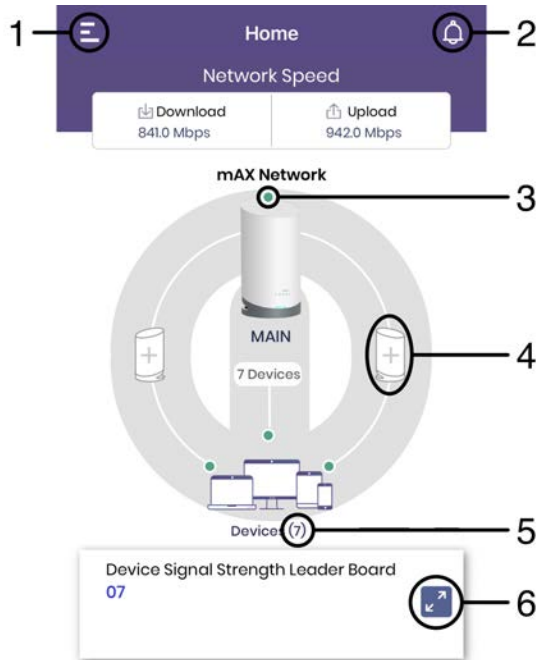 1
Home
2
Network Speed
Download
Upload
841.0 Mbps
942.0 Mbps
mAX Network
3
MAIN
4
7 Devices
Devices (7)
5
Device Signal Strength Leader Board
07
6